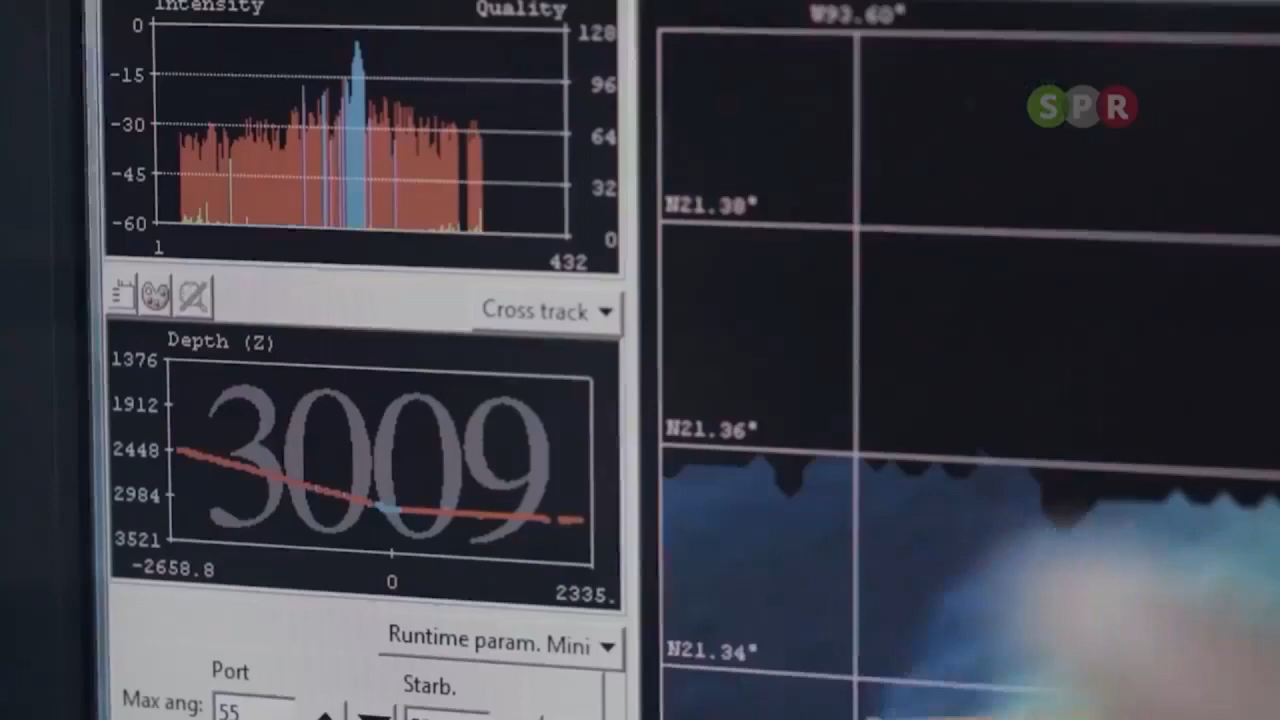 Intensity Quality
0 128
-15 96
-30 64
-45 32
-60 0
1 432
Cross track
Depth (Z)
1376
1912
2448
2984
3521
3009
-2658.8 0 2335.
Runtime param. Mini
Port Starb.
Max ang: 55
W93.60°
SPR
N21.38°
N21.36°
N21.34°